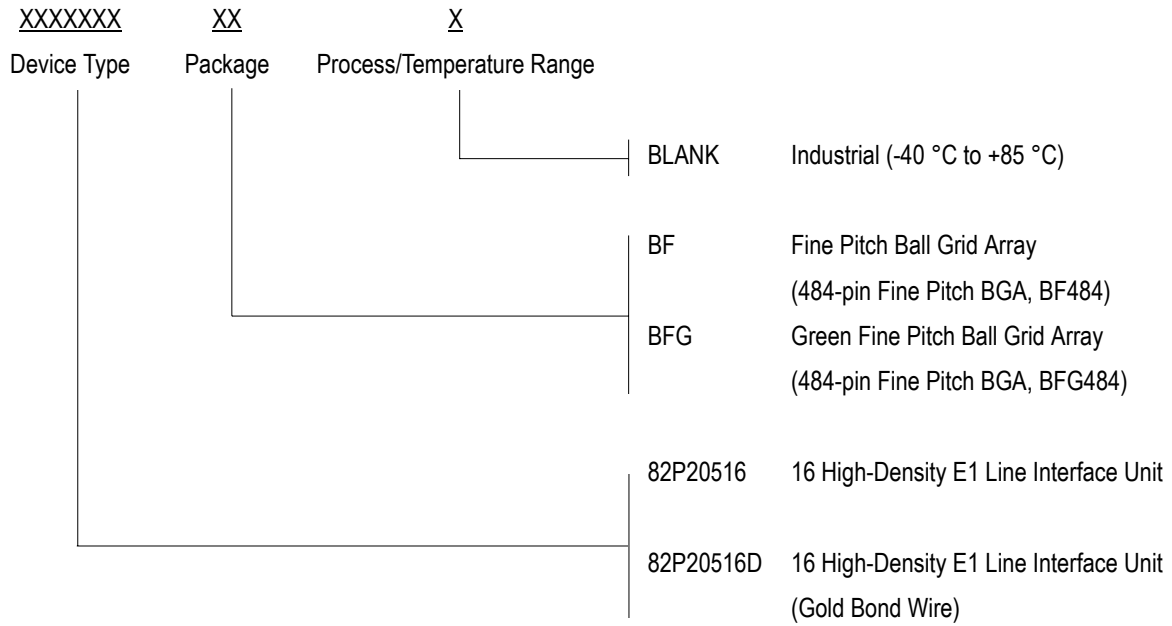 XXXXXXX XX X
Device Type Package Process/Temperature Range
BLANK Industrial (-40 °C to +85 °C)
BF Fine Pitch Ball Grid Array
(484-pin Fine Pitch BGA, BF484)
BFG Green Fine Pitch Ball Grid Array
(484-pin Fine Pitch BGA, BFG484)
82P20516 16 High-Density E1 Line Interface Unit
82P20516D 16 High-Density E1 Line Interface Unit
(Gold Bond Wire)